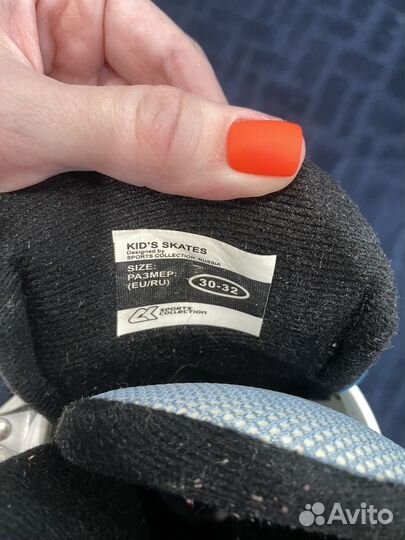 KID'S SKATES
Designed by
SPORTS COLLECTION. RUSSIA
SIZE:
РАЗМЕР:
(EU/RU)
30-32
SPORTS
COLLECTION
Avito